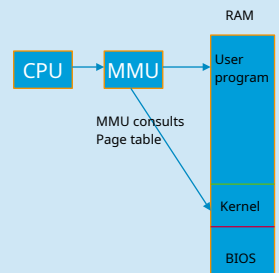 RAM
CPU
MMU
User
program
MMU consults
Page table
Kernel
BIOS